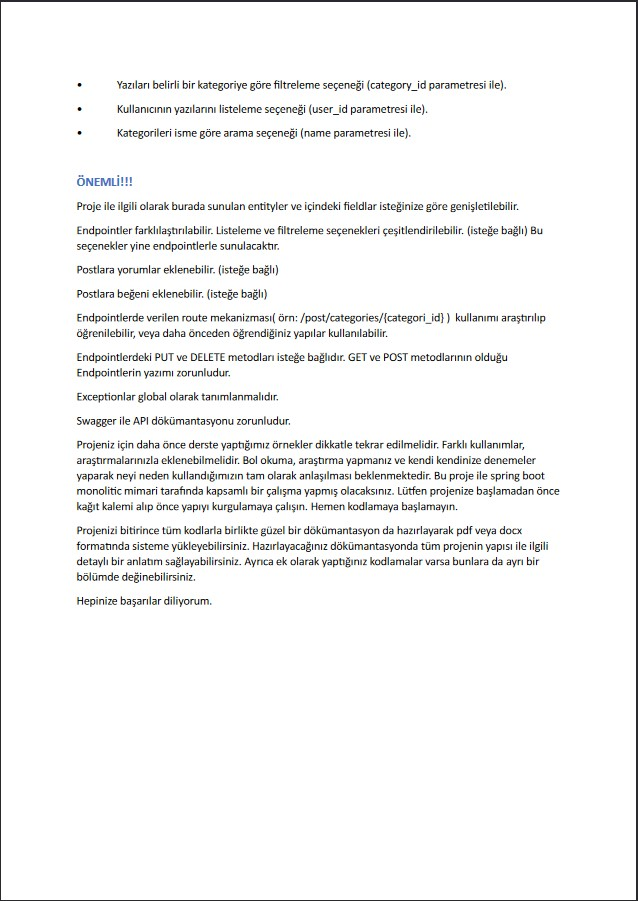 • Yazıları belirli bir kategoriye göre filtreleme seçeneği (category_id parametresi ile).
• Kullanıcının yazılarını listeleme seçeneği (user_id parametresi ile).
• Kategorileri isme göre arama seçeneği (name parametresi ile).
ÖNEMLİ!!!
Proje ile ilgili olarak burada sunulan entityler ve içindeki fieldlar isteğinize göre genişletilebilir.
Endpointler farklılaştırılabilir. Listeleme ve filtreleme seçenekleri çeşitlendirilebilir. (isteğe bağlı) Bu
seçenekler yine endpointlerle sunulacaktır.
Postlara yorumlar eklenebilir. (isteğe bağlı)
Postlara beğeni eklenebilir. (isteğe bağlı)
Endpointlerde verilen route mekanizması( örn: /post/categories/{categori_id} ) kullanımı araştırılıp
öğrenilebilir, veya daha önceden öğrendiğiniz yapılar kullanılabilir.
Endpointlerdeki PUT ve DELETE metodları isteğe bağlıdır. GET ve POST metodlarının olduğu
Endpointlerin yazımı zorunludur.
Exceptionlar global olarak tanımlanmalıdır.
Swagger ile API dökümantasyonu zorunludur.
Projeniz için daha önce derste yaptığımız örnekler dikkatle tekrar edilmelidir. Farklı kullanımlar,
araştırmalarınızla eklenebilmelidir. Bol okuma, araştırma yapmanız ve kendi kendinize denemeler
yaparak neyi neden kullandığımızın tam olarak anlaşılması beklenmektedir. Bu proje ile spring boot
monolitic mimari tarafında kapsamlı bir çalışma yapmış olacaksınız. Lütfen projenize başlamadan önce
kağıt kalemi alıp önce yapıyı kurgulamaya çalışın. Hemen kodlamaya başlamayın.
Projenizi bitirince tüm kodlarla birlikte güzel bir dökümantasyon da hazırlayarak pdf veya docx
formatında sisteme yükleyebilirsiniz. Hazırlayacağınız dökümantasyonda tüm projenin yapısı ile ilgili
detaylı bir anlatım sağlayabilirsiniz. Ayrıca ek olarak yaptığınız kodlamalar varsa bunlara da ayrı bir
bölümde değinebilirsiniz.
Hepinize başarılar diliyorum.